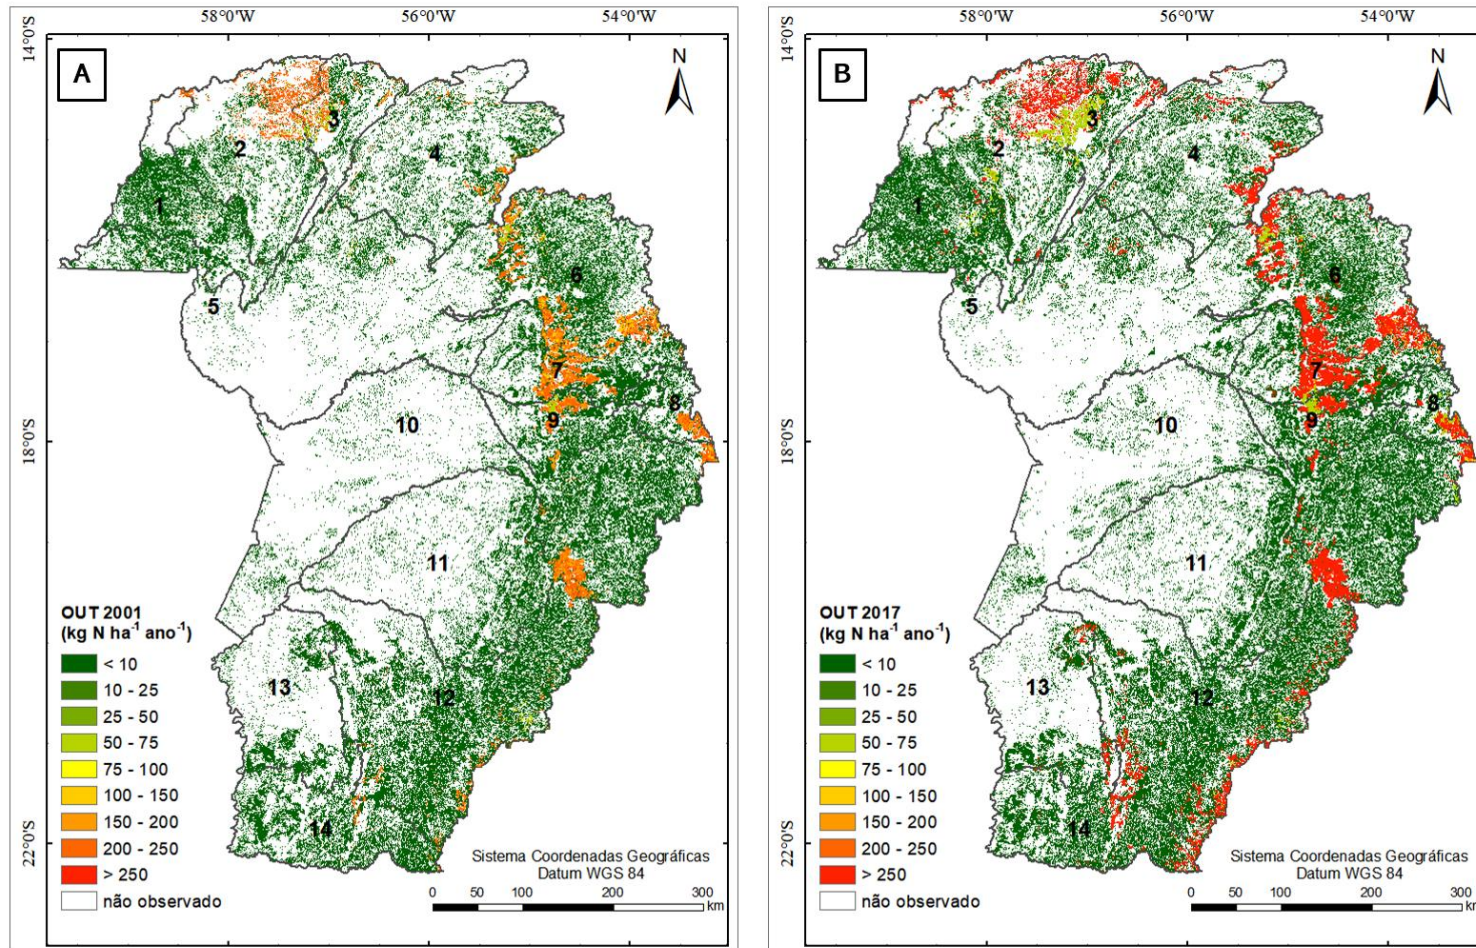 58°0'W 56°0'W 54°0'W
14°0'S
A
N
3
2
4
1
6
5
7
8
10
9
18°0'S
11
OUT 2001
(kg N ha⁻¹ ano⁻¹)
< 10
10 - 25
25 - 50
50 - 75
75 - 100
100 - 150
150 - 200
200 - 250
> 250
não observado
13
12
14
22°0'S
Sistema Coordenadas Geográficas
Datum WGS 84
0 50 100 200 300
km
58°0'W 56°0'W 54°0'W
14°0'S
B
N
3
2
4
1
6
5
7
8
10
9
18°0'S
11
OUT 2017
(kg N ha⁻¹ ano⁻¹)
< 10
10 - 25
25 - 50
50 - 75
75 - 100
100 - 150
150 - 200
200 - 250
> 250
não observado
13
12
14
22°0'S
Sistema Coordenadas Geográficas
Datum WGS 84
0 50 100 200 300